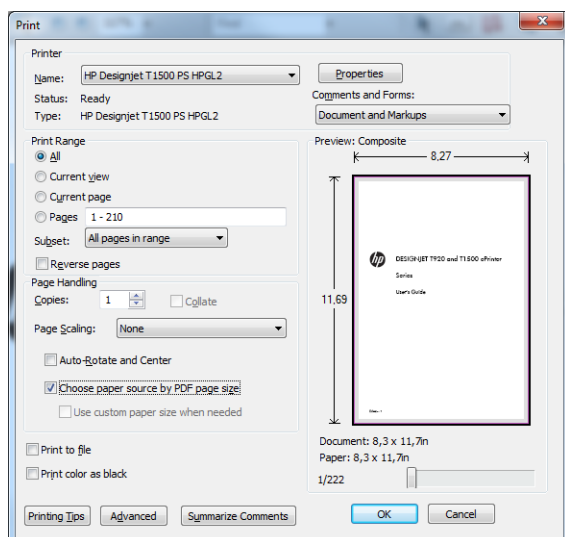 Print
Printer
Name: HP Designjet T1500 PS HPGL2
Properties
Status: Ready
Comments and Forms:
Type: HP Designjet T1500 PS HPGL2
Document and Markups
Print Range
All
Current view
Current page
Pages 1 - 210
Subset: All pages in range
Reverse pages
Page Handling
Copies: 1 Collate
Page Scaling: None
Auto-Rotate and Center
Choose paper source by PDF page size
Use custom paper size when needed
Print to file
Print color as black
Preview: Composite
8,27
11,69
hp
DESIGNJET T920 and T1500 ePrinter
Series
User's Guide
Document: 8,3 x 11,7in
Paper: 8,3 x 11,7in
1/222
Printing Tips Advanced Summarize Comments OK Cancel